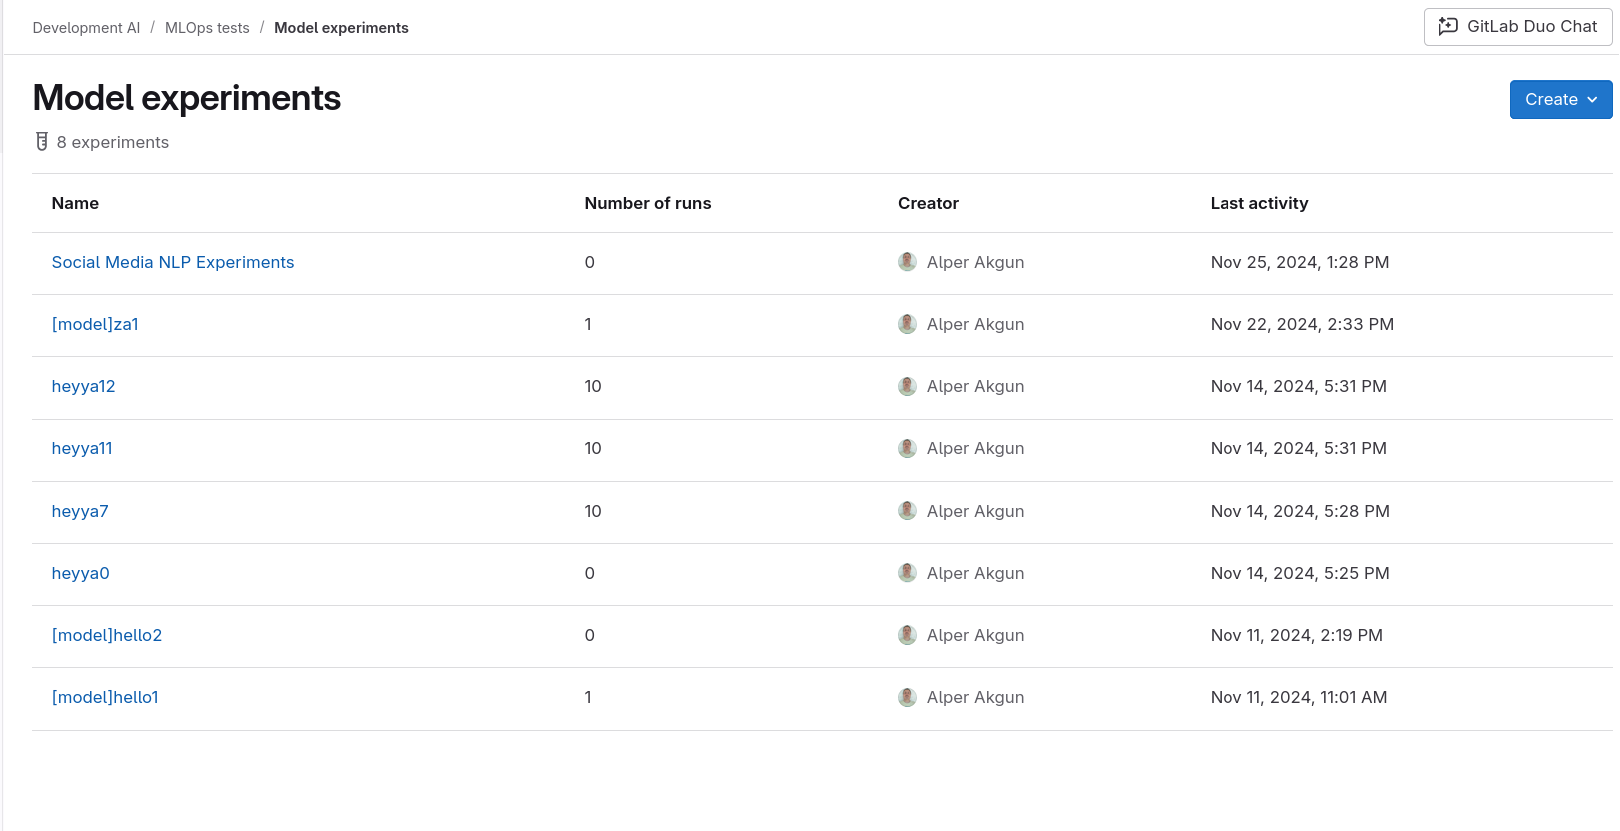 Development AI / MLOps tests / Model experiments
GitLab Duo Chat
Model experiments
Create
8 experiments
Name Number of runs Creator Last activity
Social Media NLP Experiments 0 Alper Akgun Nov 25, 2024, 1:28 PM
[model]za1 1 Alper Akgun Nov 22, 2024, 2:33 PM
heyya12 10 Alper Akgun Nov 14, 2024, 5:31 PM
heyya11 10 Alper Akgun Nov 14, 2024, 5:31 PM
heyya7 10 Alper Akgun Nov 14, 2024, 5:28 PM
heyya0 0 Alper Akgun Nov 14, 2024, 5:25 PM
[model]hello2 0 Alper Akgun Nov 11, 2024, 2:19 PM
[model]hello1 1 Alper Akgun Nov 11, 2024, 11:01 AM